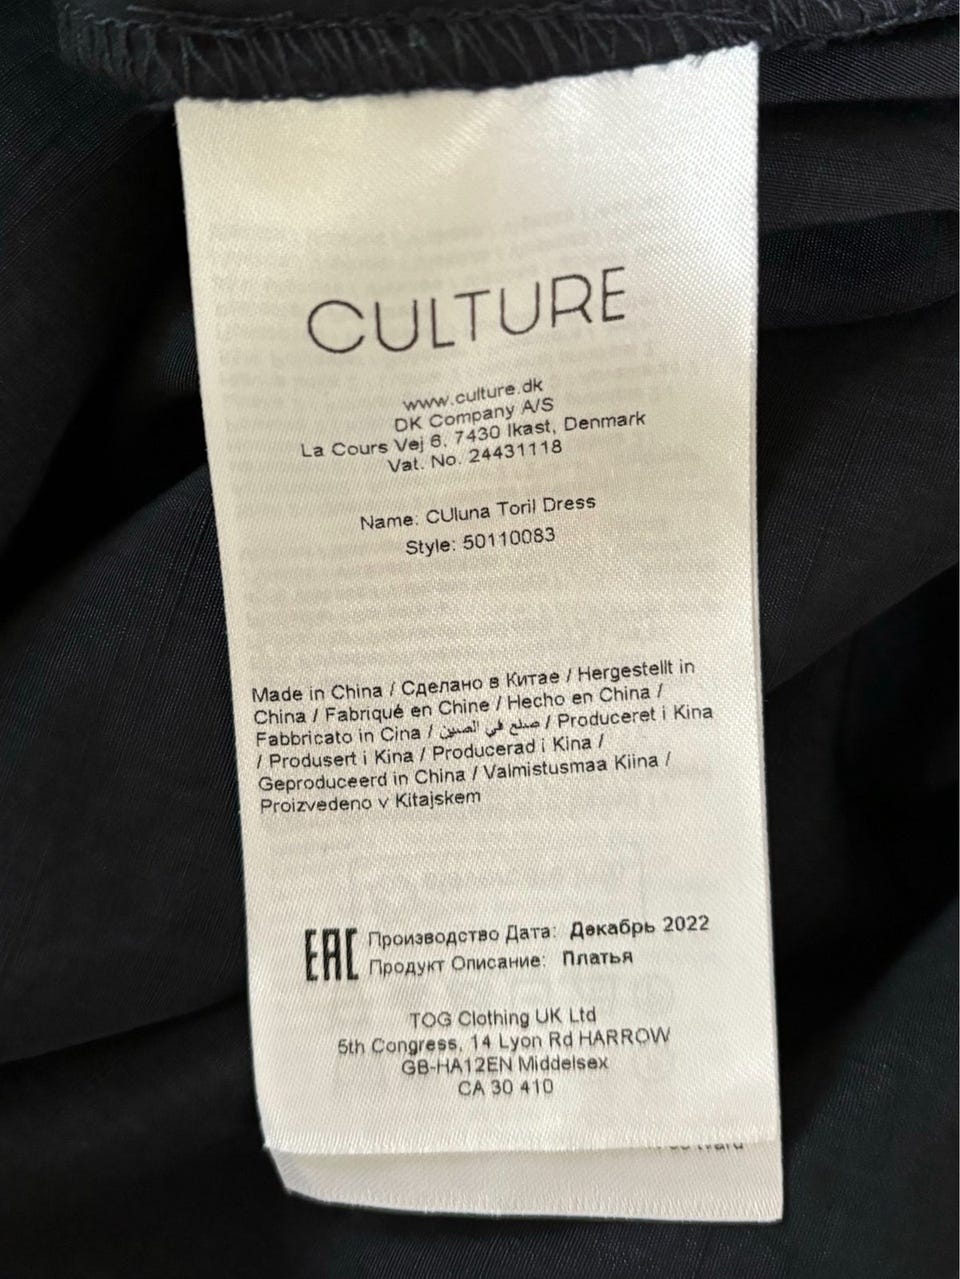 CULTURE
www.culture.dk
DK Company A/S
La Cours Vej 6, 7430 Ikast, Denmark
Vat. No. 24431118
Name: CUluna Toril Dress
Style: 50110083
Made in China / Сделано в Китае / Hergestellt in
China / Fabriqué en Chine / Hecho en China /
Fabbricato in Cina / صنع في الصين / Produceret i Kina
/ Produsert i Kina / Producerad i Kina /
Geproduceerd in China / Valmistusmaa Kiina /
Proizvedeno v Kitajskem
EAC Производство Дата: Декабрь 2022
Продукт Описание: Платья
TOG Clothing UK Ltd
5th Congress, 14 Lyon Rd HARROW
GB-HA12EN Middelsex
CA 30 410